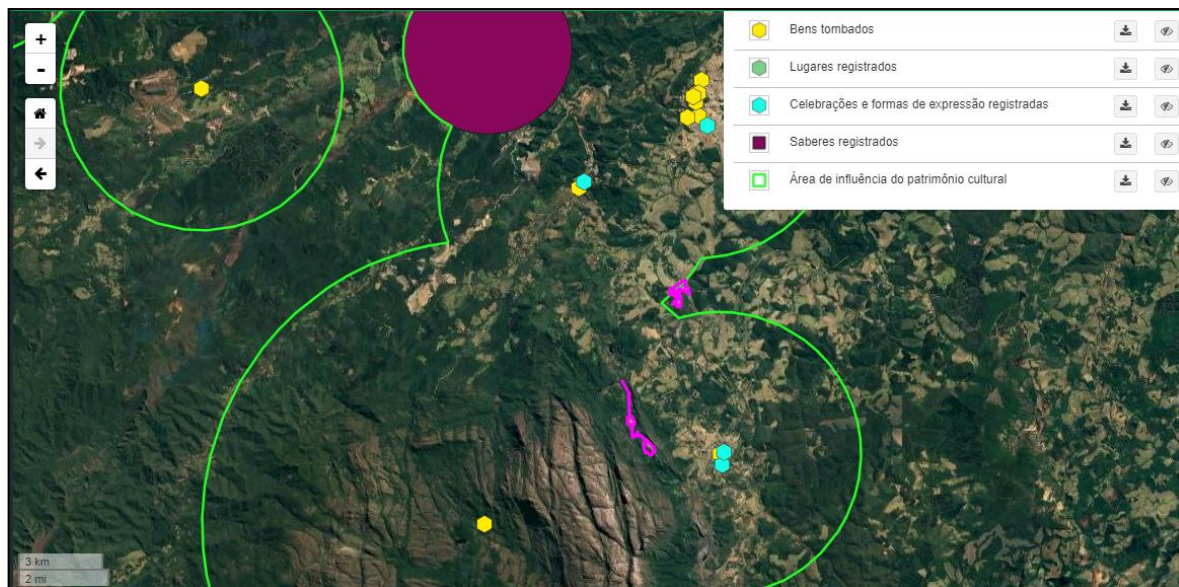 +
-
Bens tombados
Lugares registrados
Celebrações e formas de expressão registradas
Saberes registrados
Área de influência do patrimônio cultural
3 km
2 mi